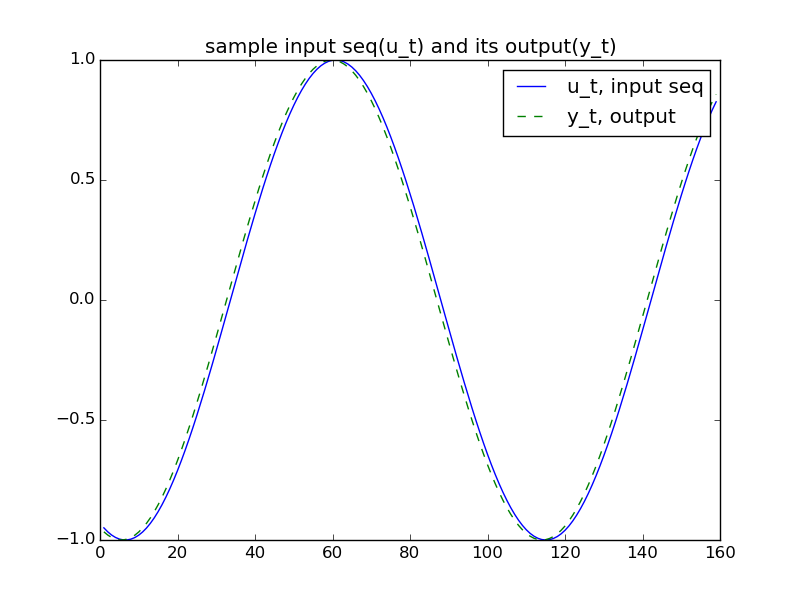 sample input seq(u_t) and its output(y_t)
1.0
u_t, input seq
y_t, output
0.5
0.0
−0.5
−1.0
0 20 40 60 80 100 120 140 160